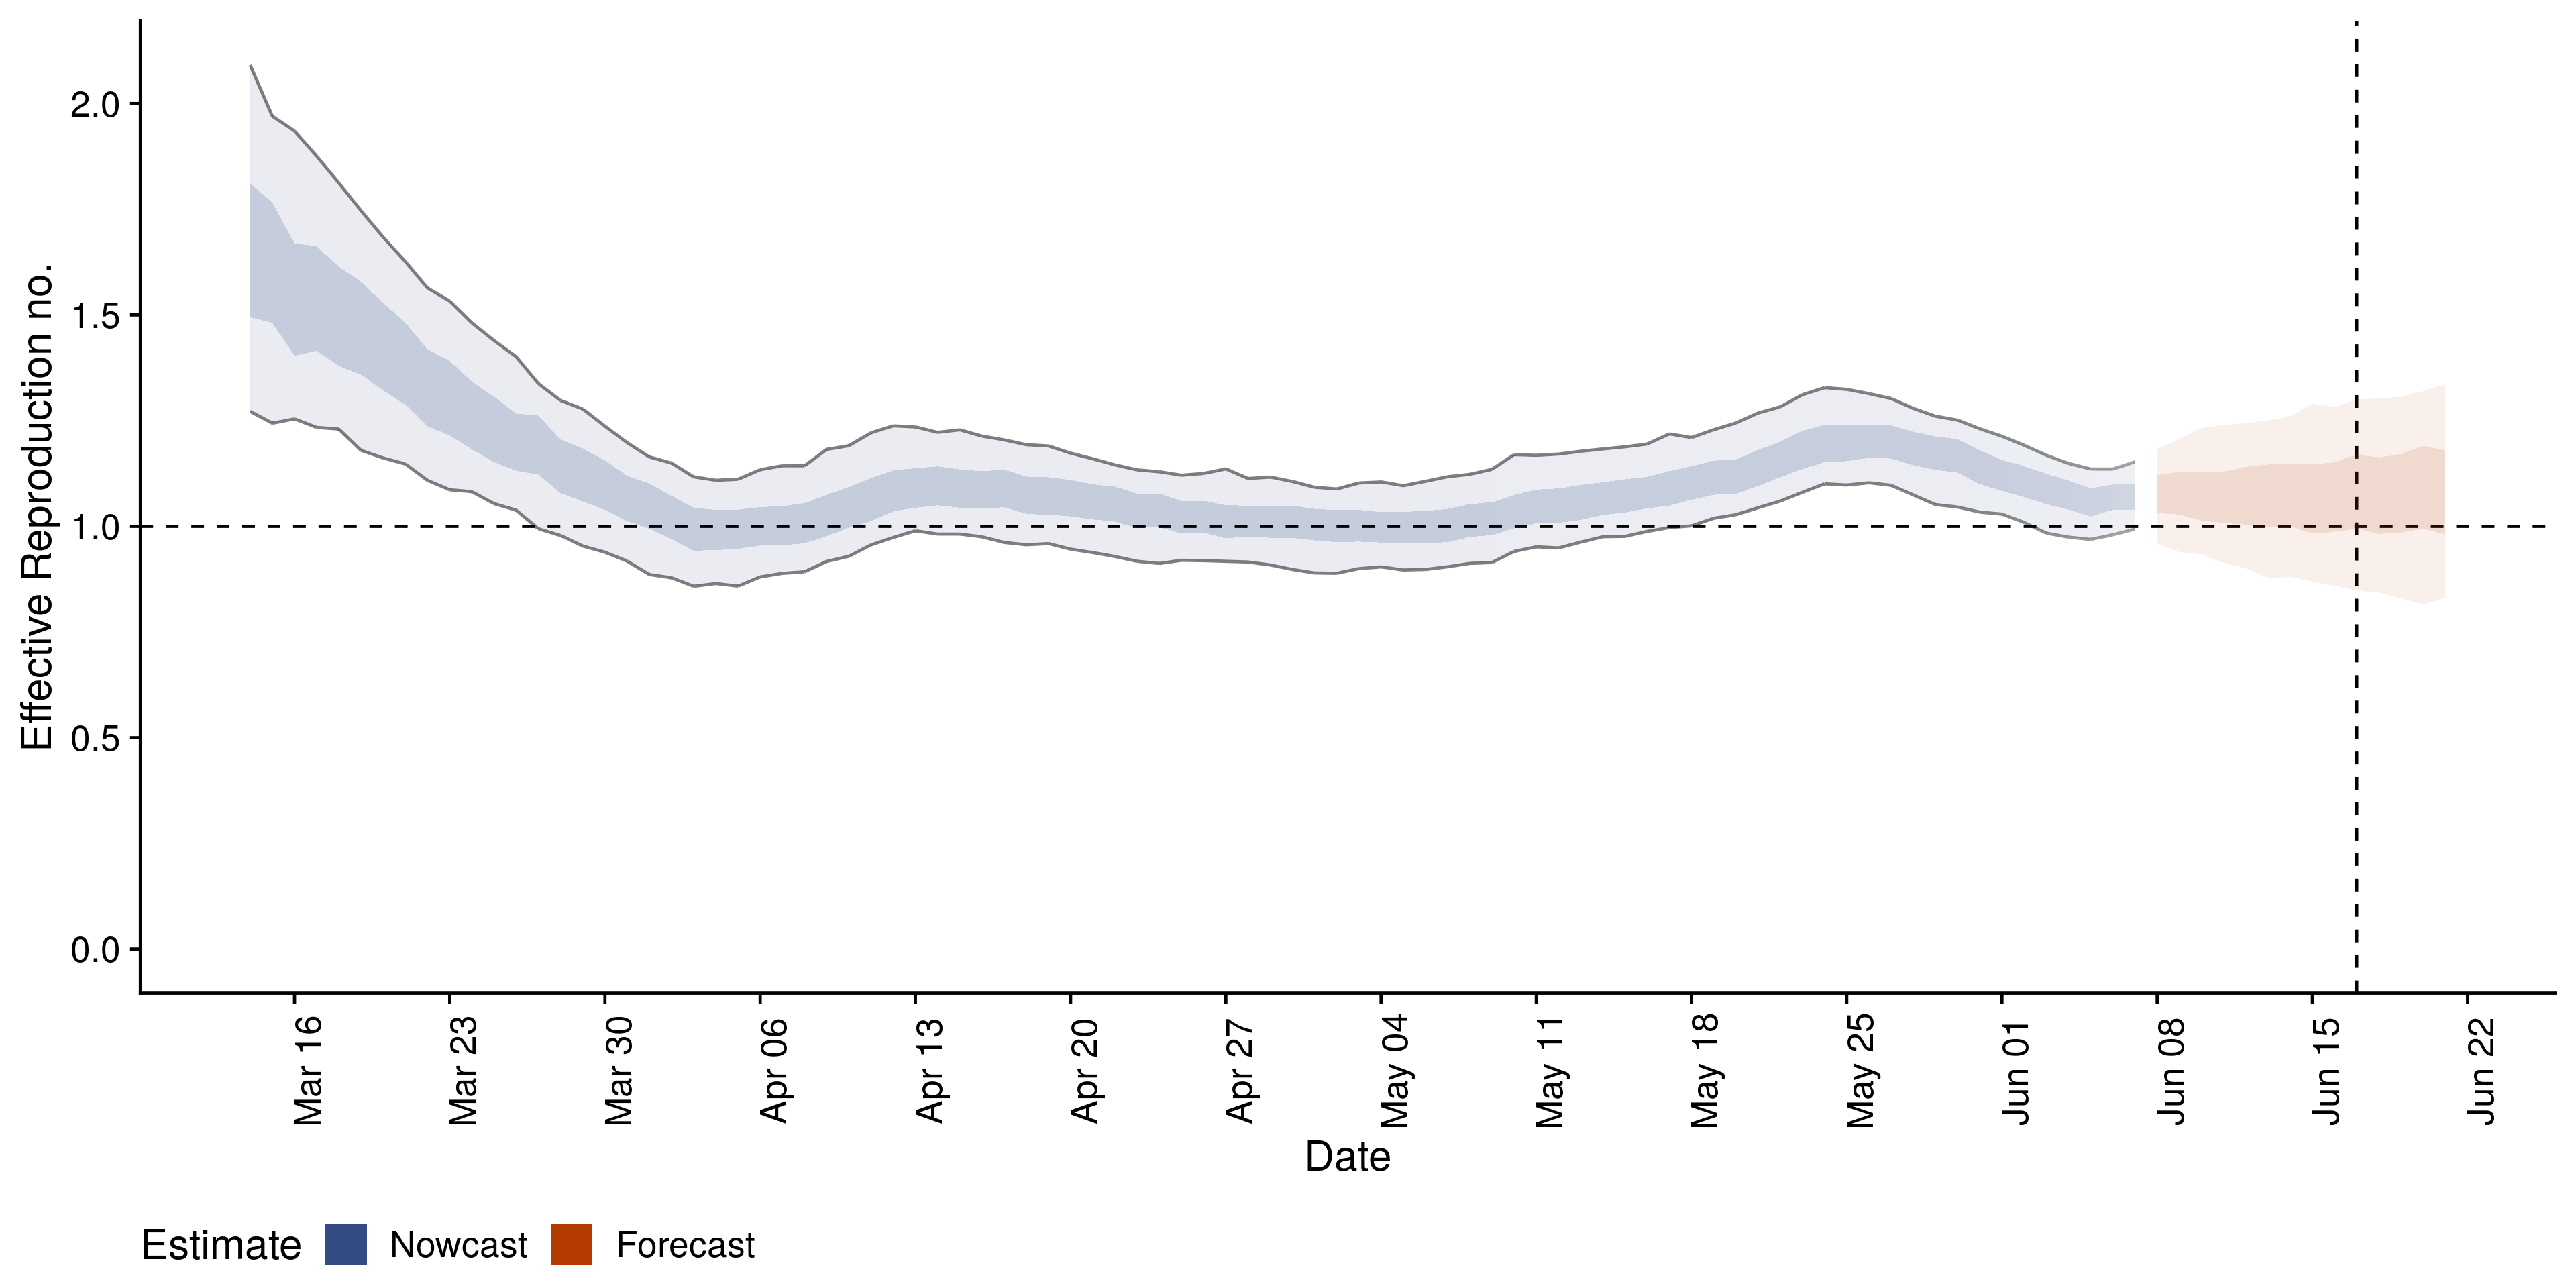 Effective Reproduction no.
2.0
1.5
1.0
0.5
0.0
Mar 16
Mar 23
Mar 30
Apr 06
Apr 13
Apr 20
Apr 27
May 04
May 11
May 18
May 25
Jun 01
Jun 08
Jun 15
Jun 22
Date
Estimate Nowcast Forecast